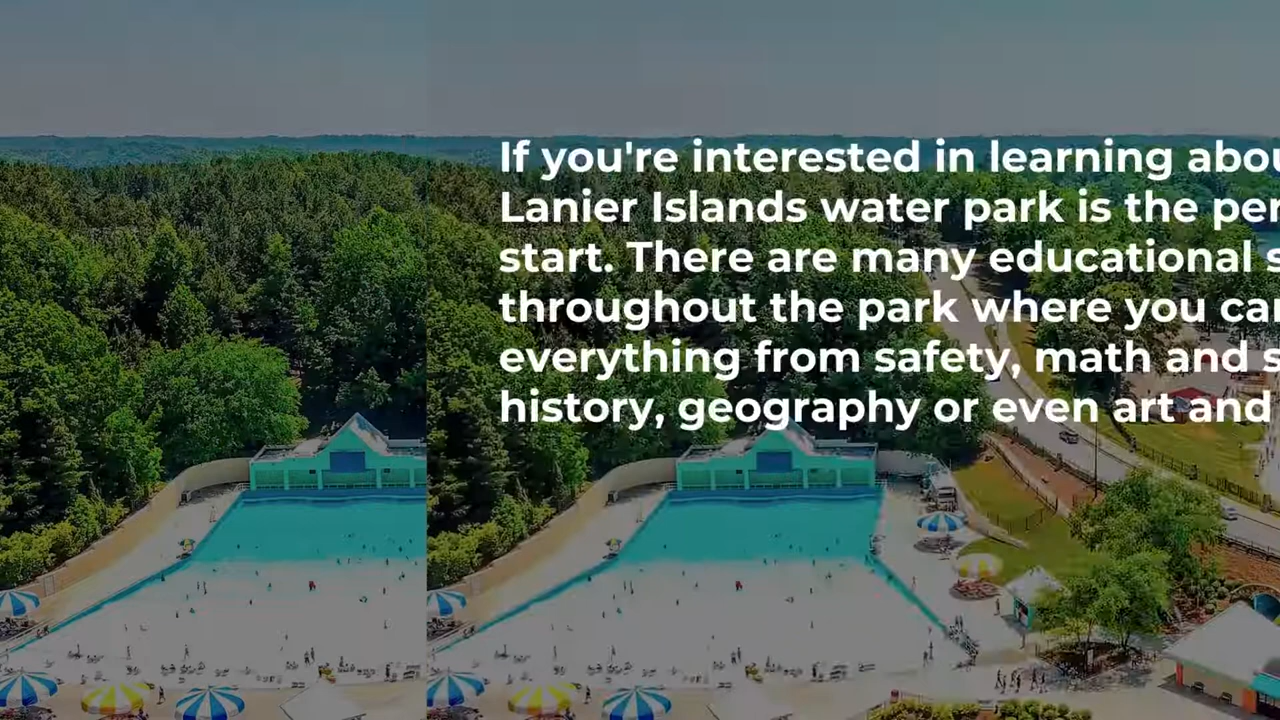 If you're interested in learning abou
Lanier Islands water park is the per
start. There are many educational s
throughout the park where you ca
everything from safety, math and s
history, geography or even art and